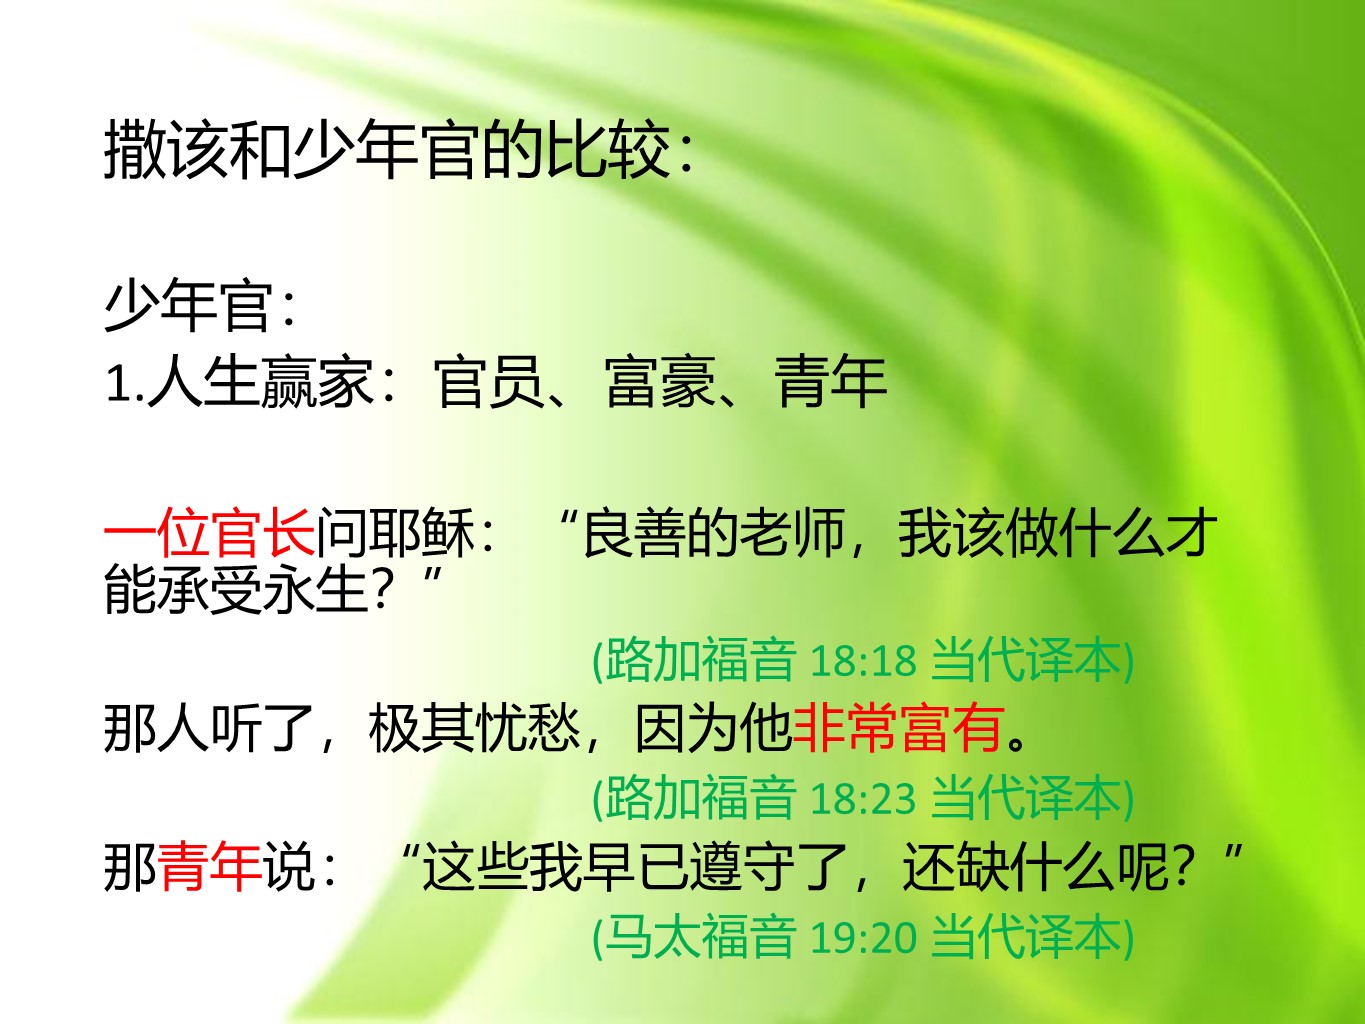 撒该和少年官的比较：
少年官：
1.人生赢家：官员、富豪、青年
一位官长问耶稣：“良善的老师，我该做什么才
能承受永生？”
(路加福音 18:18 当代译本)
那人听了，极其忧愁，因为他非常富有。
(路加福音 18:23 当代译本)
那青年说：“这些我早已遵守了，还缺什么呢？”
(马太福音 19:20 当代译本)